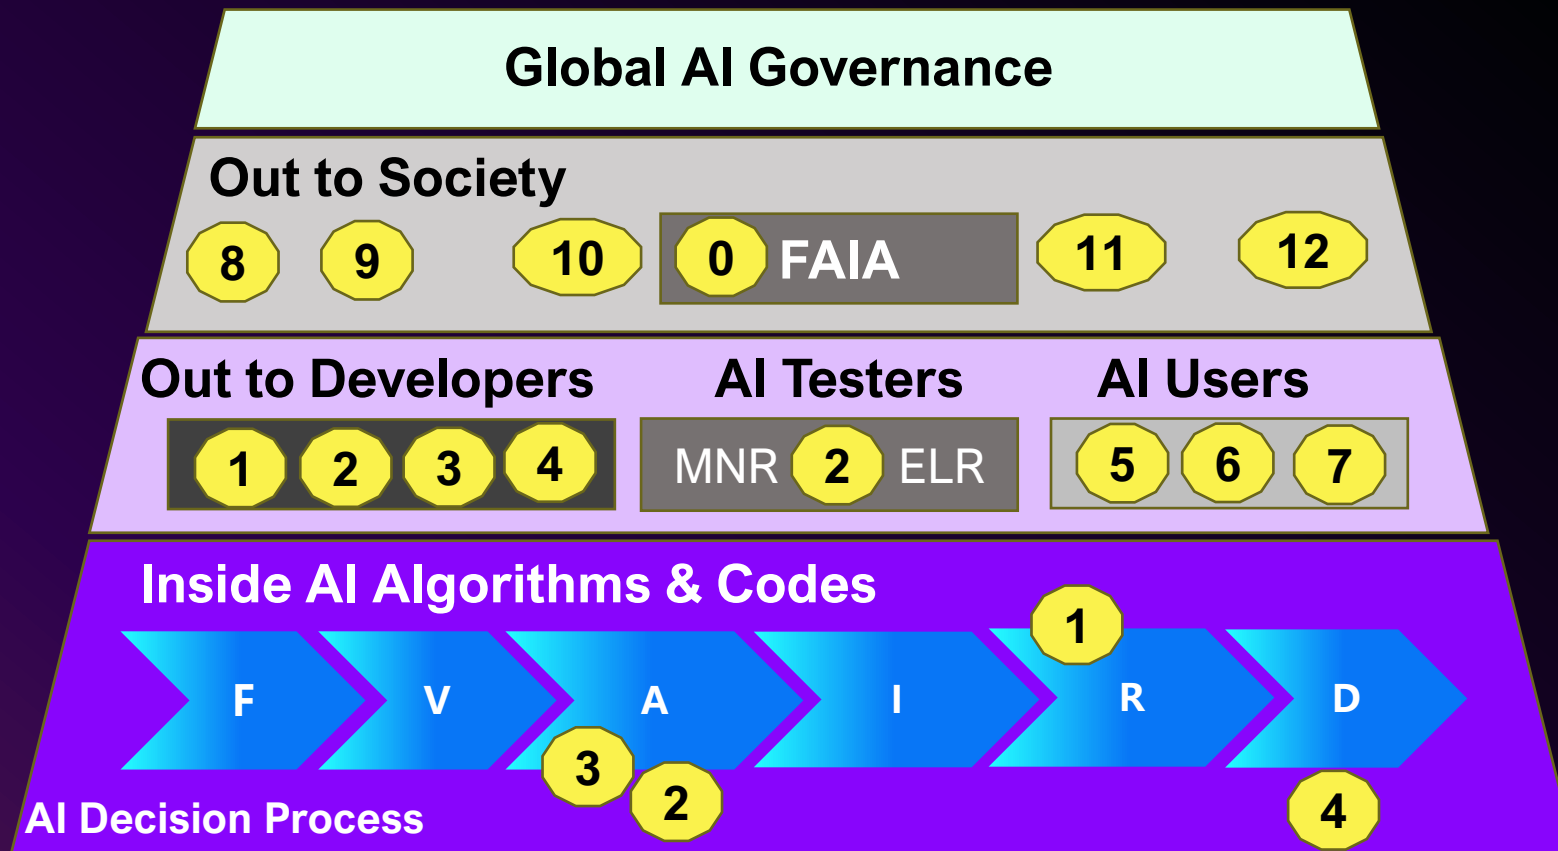 Global AI Governance
Out to Society
8 9 10 0 FAIA 11 12
Out to Developers AI Testers AI Users
1 2 3 4 MNR 2 ELR 5 6 7
Inside AI Algorithms & Codes
1
F V A I R D
3
2
4
AI Decision Process